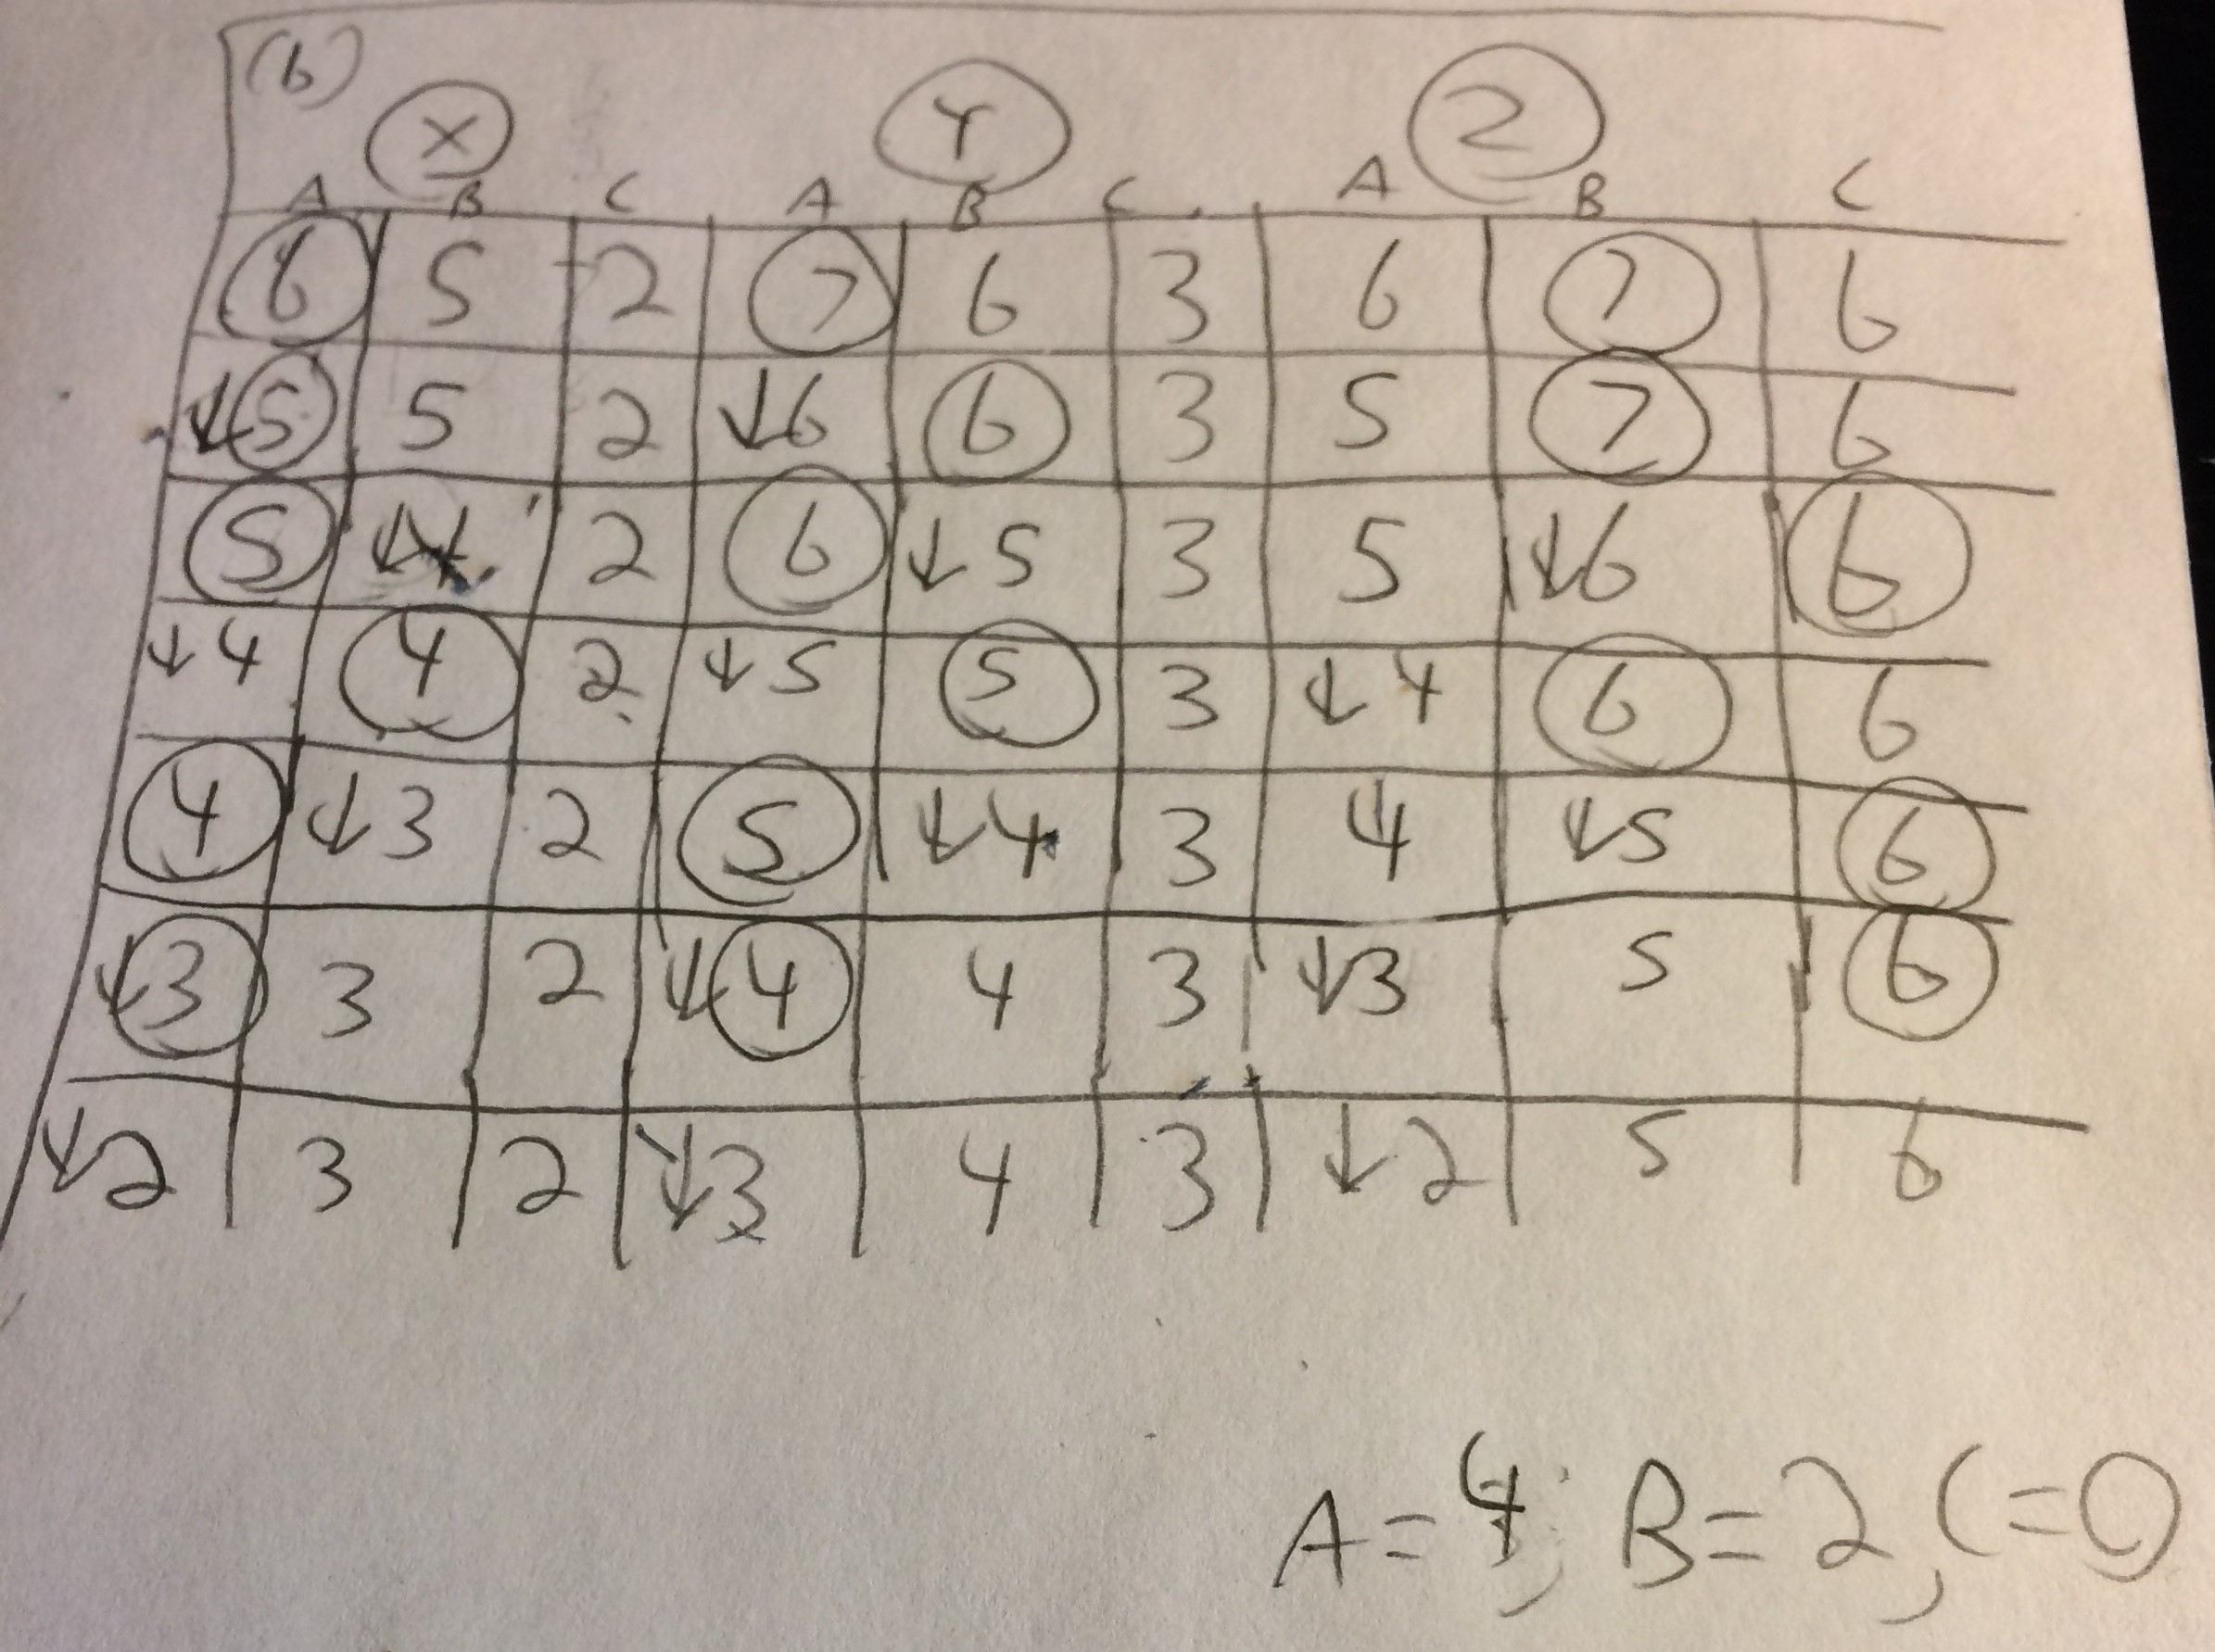 (b)
X Y Z
A B C A B C A B C
6 5 2 7 6 3 6 7 6
↓5 5 2 ↓6 6 3 5 7 6
5 2 6 ↓5 3 5 ↓6 6
↓4 4 2 ↓5 5 3 ↓4 6 6
4 ↓3 2 5 ↓4 3 4 ↓5 6
↓3 3 2 ↓4 4 3 ↓3 5 6
↓2 3 2 ↓3 4 3 ↓2 5 6
A=4; B=2, C=0